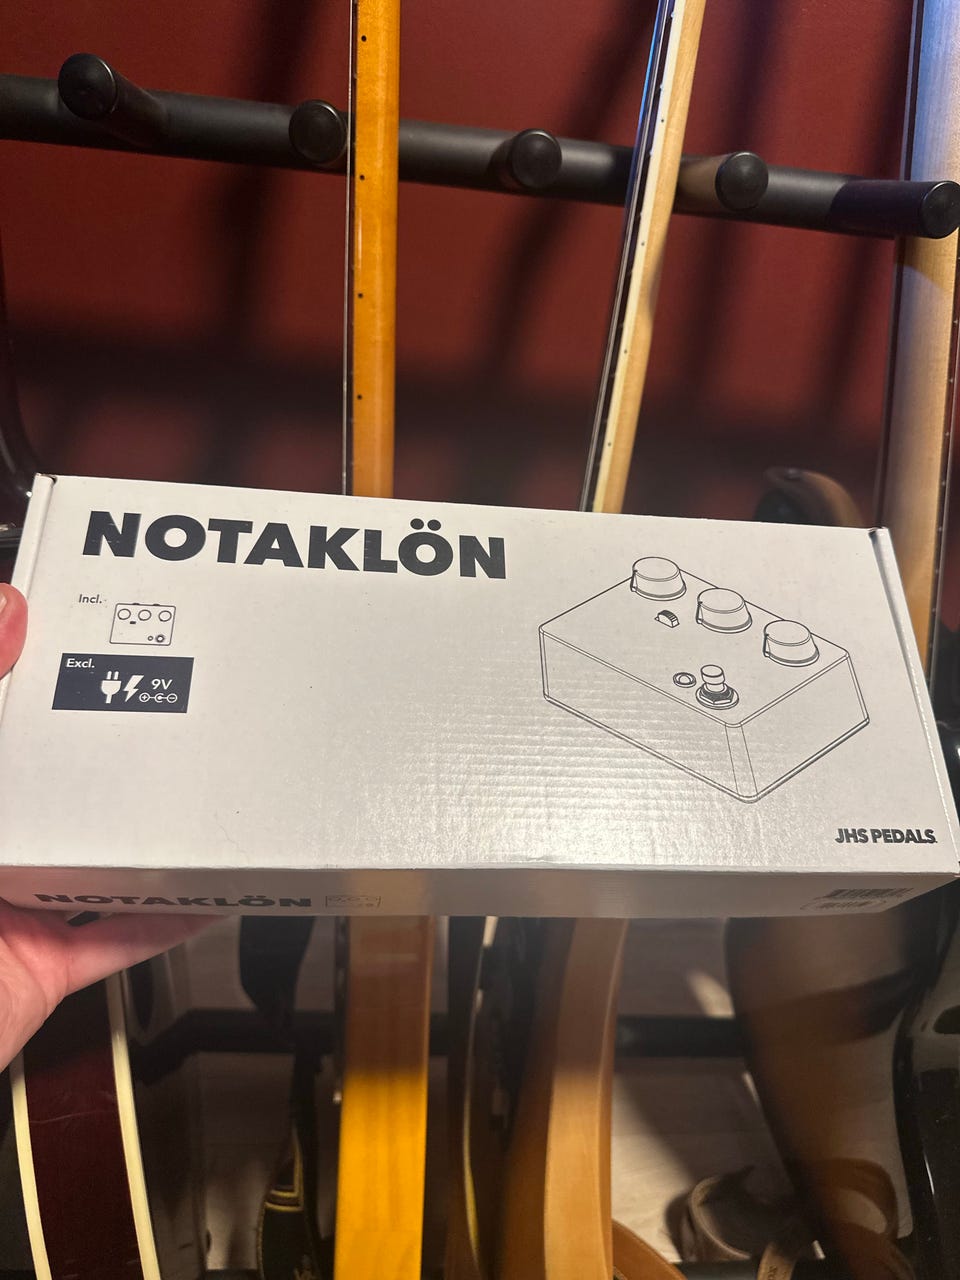 NOTAKLÖN
Incl.
Excl.
9V
JHS PEDALS.
NOTAKLÖN